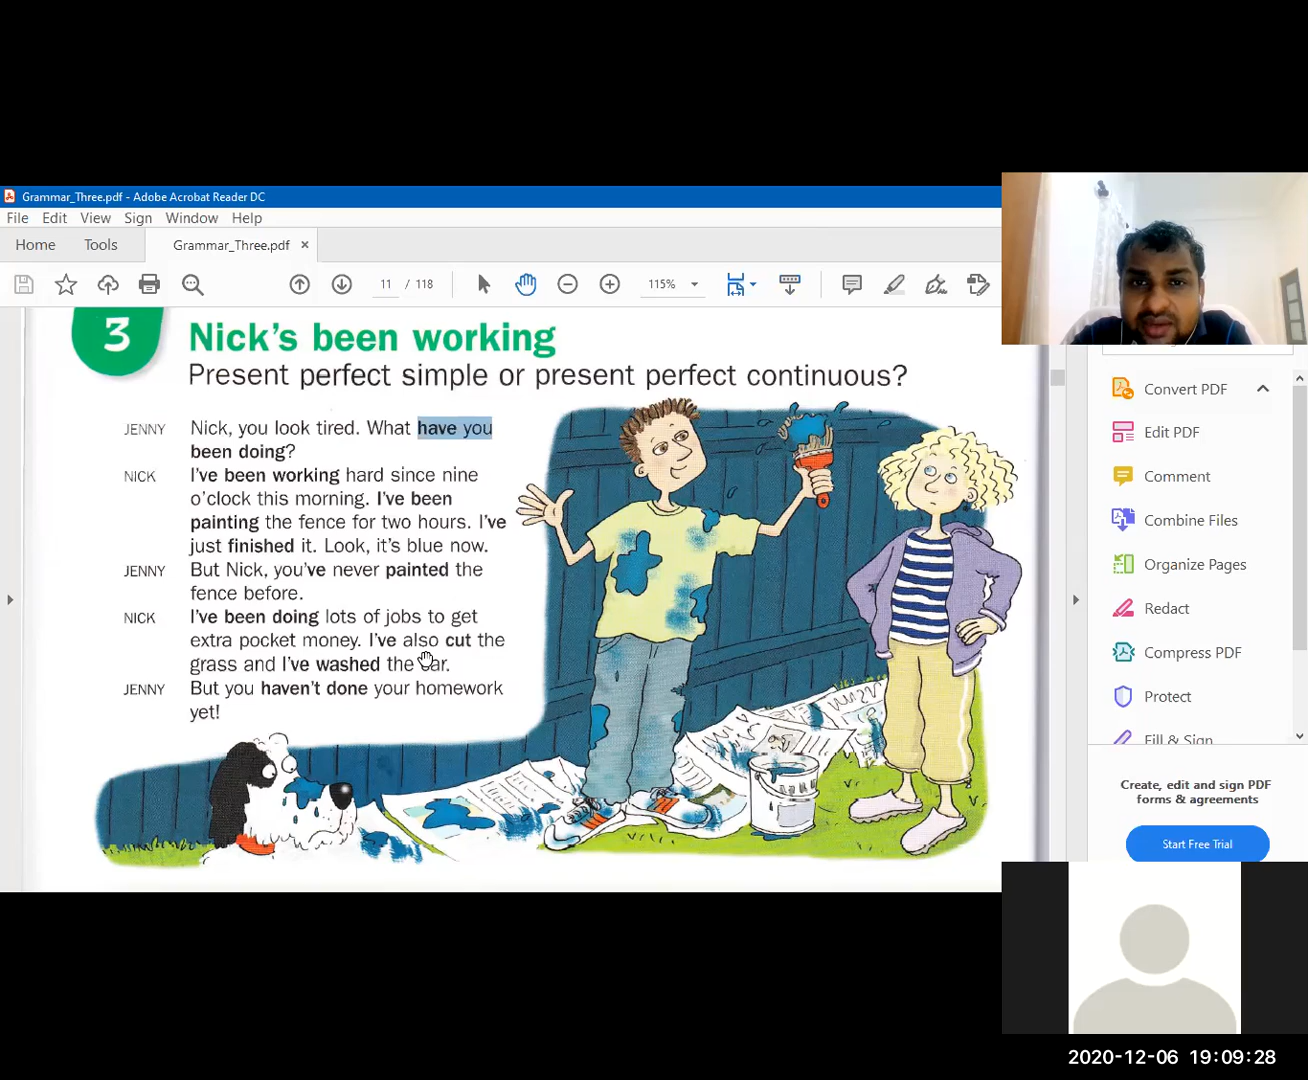 Grammar_Three.pdf - Adobe Acrobat Reader DC
File Edit View Sign Window Help
Home Tools Grammar_Three.pdf ×
11 / 118 115%
3
Nick's been working
Present perfect simple or present perfect continuous?
JENNY Nick, you look tired. What have you
been doing?
NICK I've been working hard since nine
o'clock this morning. I've been
painting the fence for two hours. I've
just finished it. Look, it's blue now.
JENNY But Nick, you've never painted the
fence before.
NICK I've been doing lots of jobs to get
extra pocket money. I've also cut the
grass and I've washed the car.
JENNY But you haven't done your homework
yet!
Convert PDF
Edit PDF
Comment
Combine Files
Organize Pages
Redact
Compress PDF
Protect
Fill & Sign
Create, edit and sign PDF
forms & agreements
Start Free Trial
2020-12-06 19:09:28